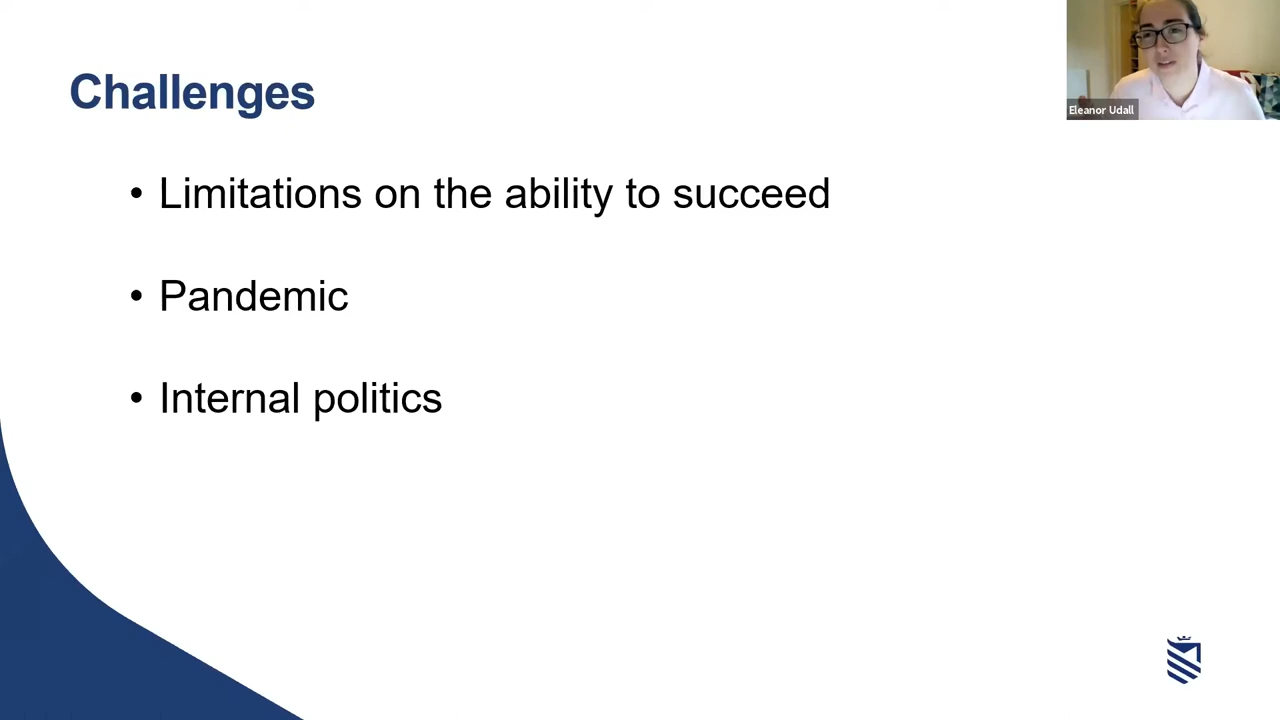 Challenges
Eleanor Udall
• Limitations on the ability to succeed
• Pandemic
• Internal politics